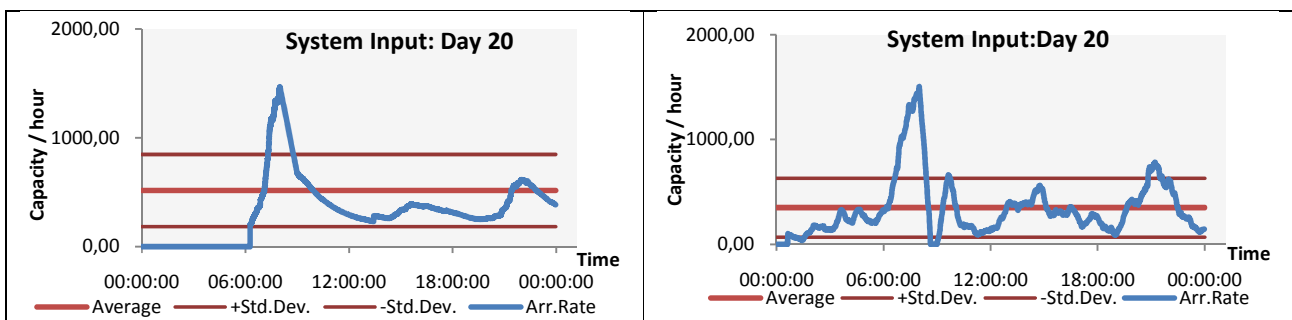 System Input: Day 20
Capacity / hour
2000,00
1000,00
0,00
00:00:00 06:00:00 12:00:00 18:00:00 00:00:00
Time
Average +Std.Dev. -Std.Dev. Arr.Rate
System Input:Day 20
Capacity / hour
2000,00
1000,00
0,00
00:00:00 06:00:00 12:00:00 18:00:00 00:00:00
Time
Average +Std.Dev. -Std.Dev. Arr.Rate